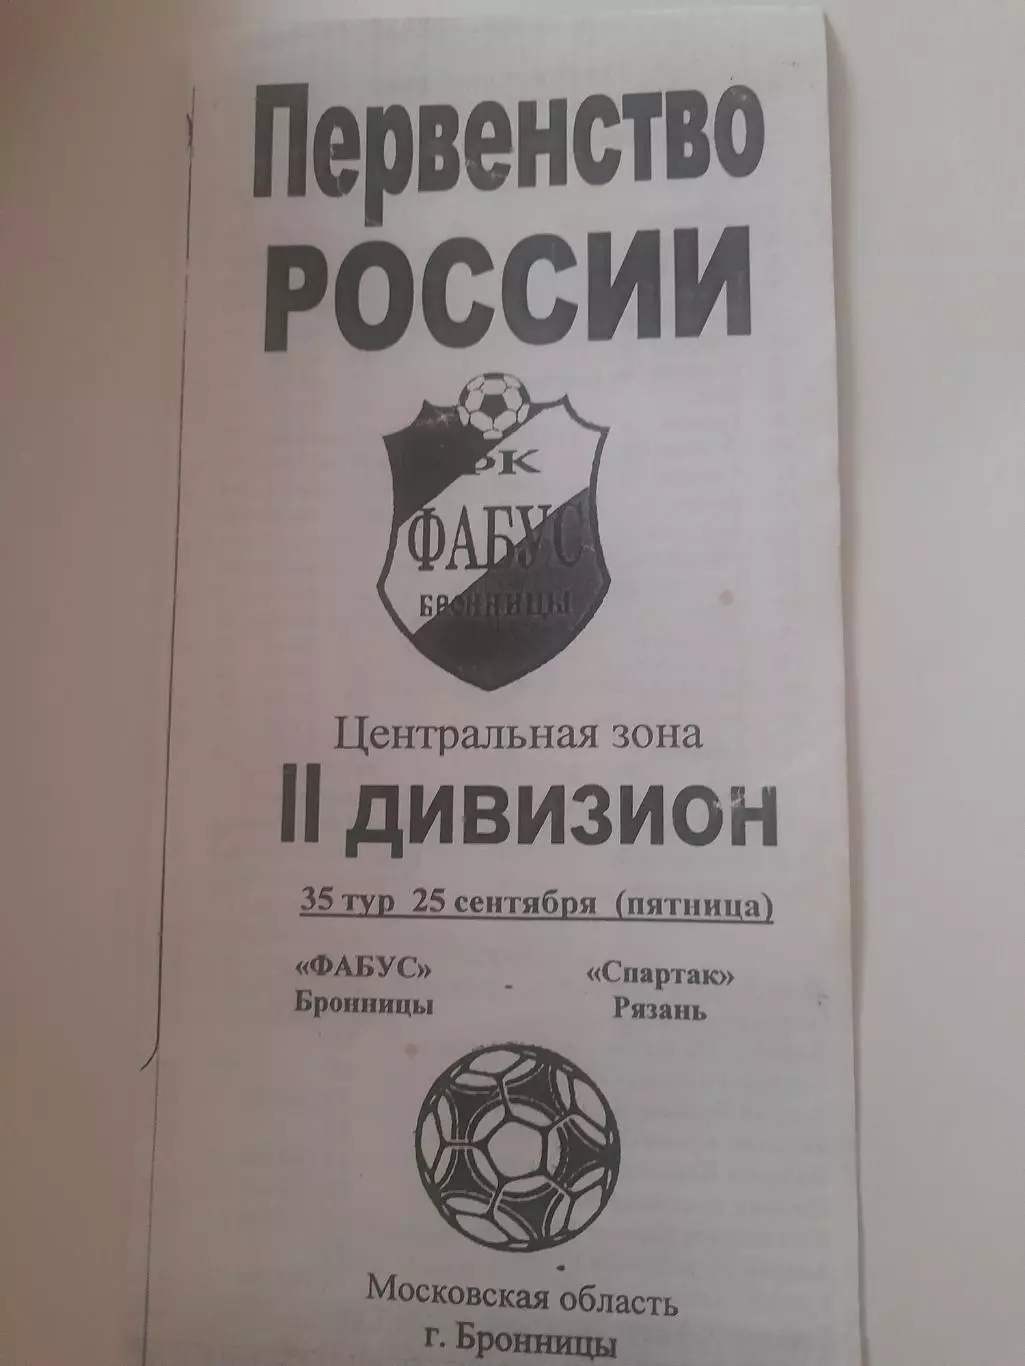 Первенство
РОССИИ
ФК
ФАБУС
БРОННИЦЫ
Центральная зона
II дивизион
35 тур 25 сентября (пятница)
«ФАБУС» - «Спартак»
Бронницы Рязань
Московская область
г. Бронницы